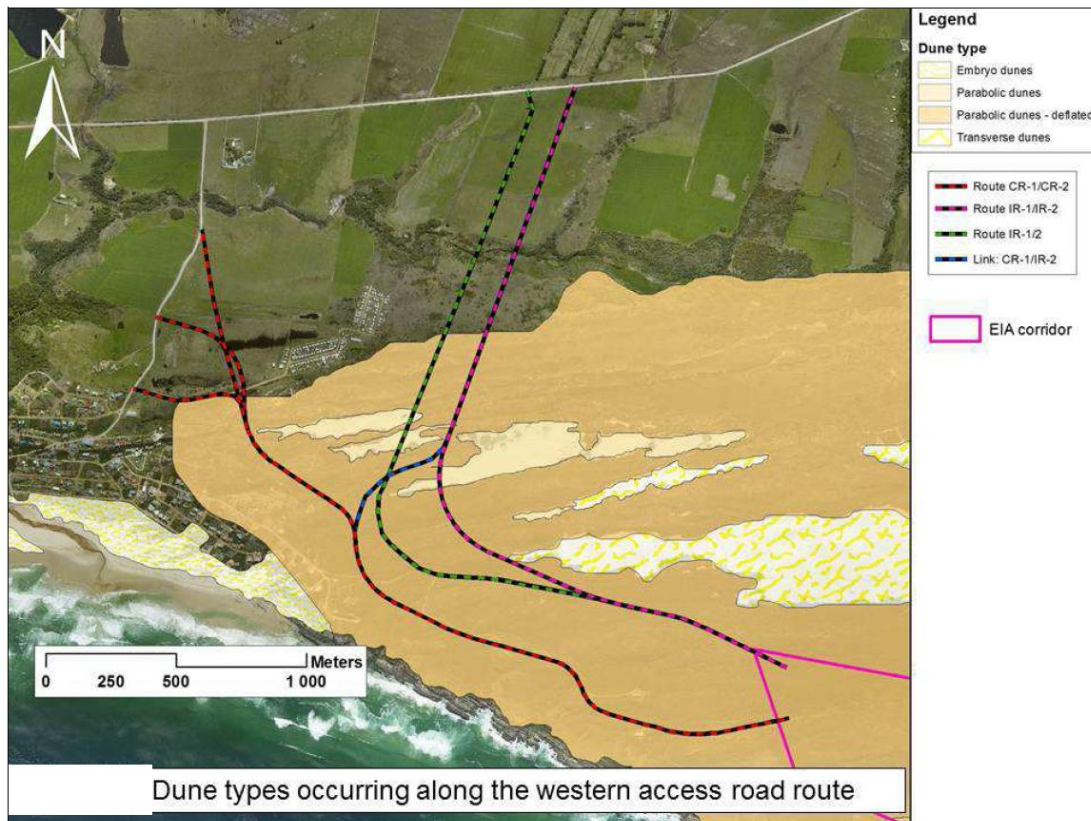 N
Legend
Dune type
Embryo dunes
Parabolic dunes
Parabolic dunes - deflated
Transverse dunes
Route CR-1/CR-2
Route IR-1/IR-2
Route IR-1/2
Link: CR-1/IR-2
EIA corridor
Meters
0 250 500 1 000
Dune types occurring along the western access road route